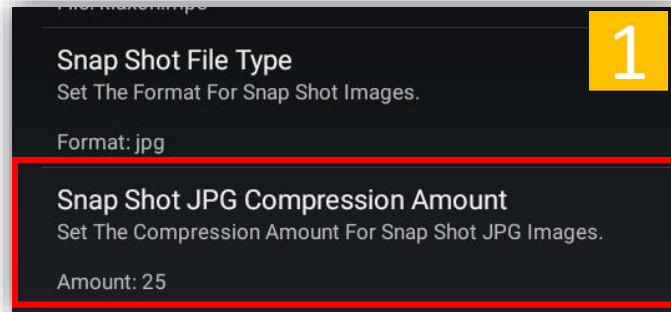 1
Snap Shot File Type
Set The Format For Snap Shot Images.
Format: jpg
Snap Shot JPG Compression Amount
Set The Compression Amount For Snap Shot JPG Images.
Amount: 25